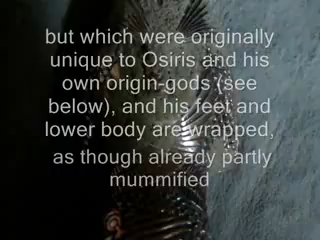 but which were originally
unique to Osiris and his
own origin-gods (see
below), and his feet and
lower body are wrapped,
as though already partly
mummified